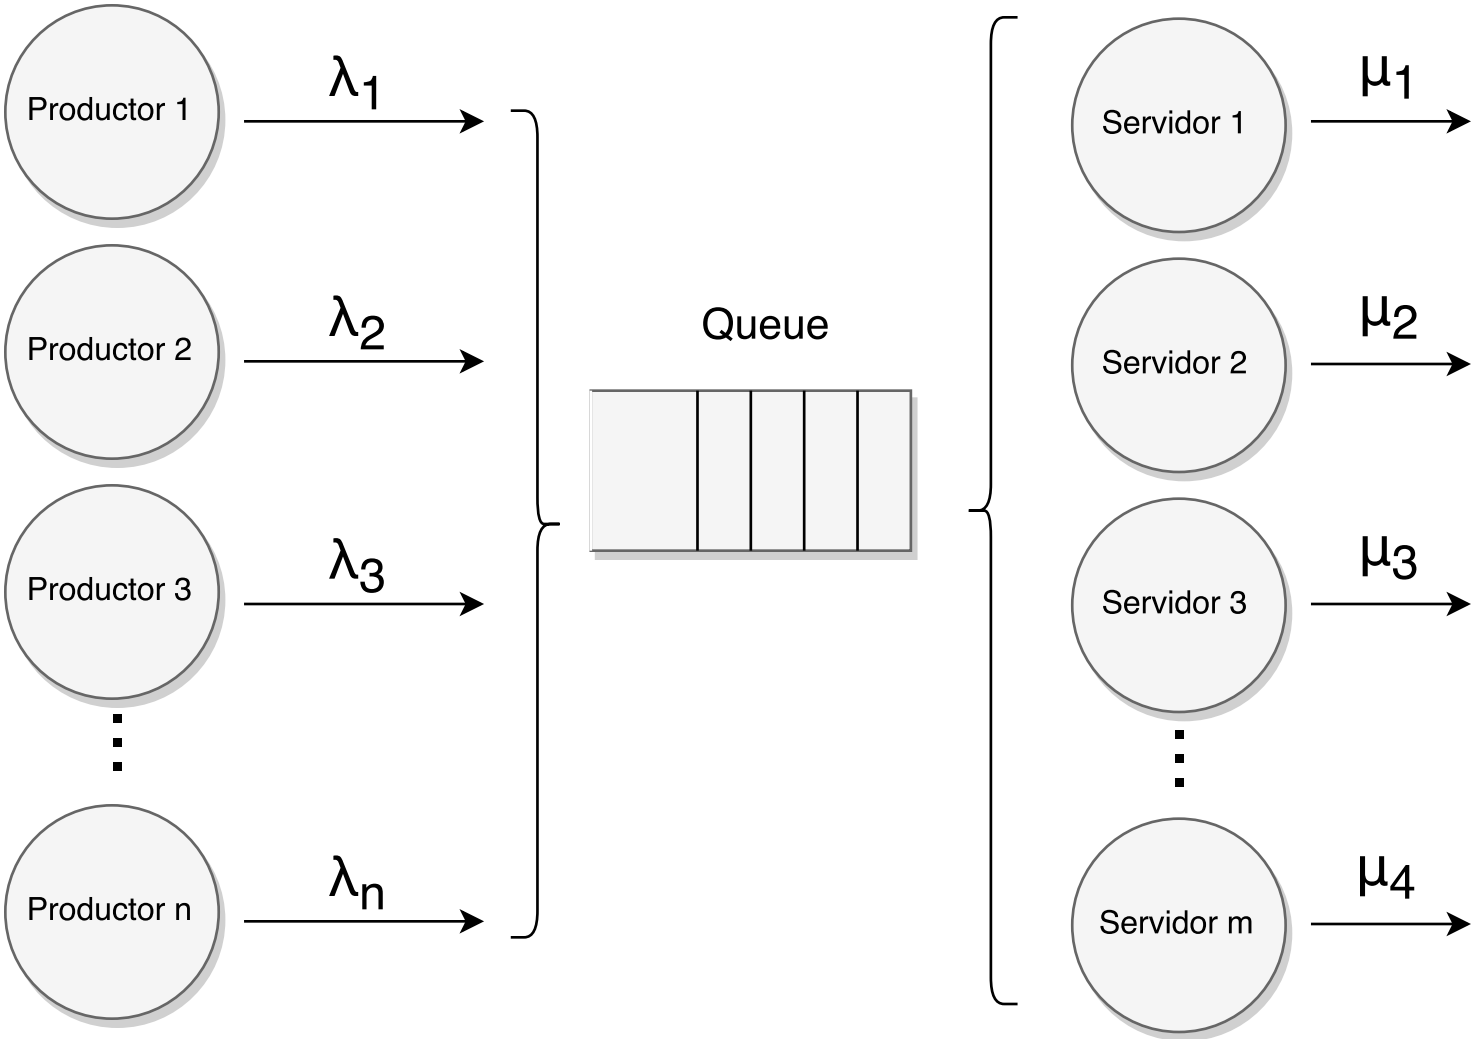 Productor 1
λ1
Productor 2
λ2
Productor 3
λ3
Productor n
λn
Queue
Servidor 1
μ1
Servidor 2
μ2
Servidor 3
μ3
Servidor m
μ4